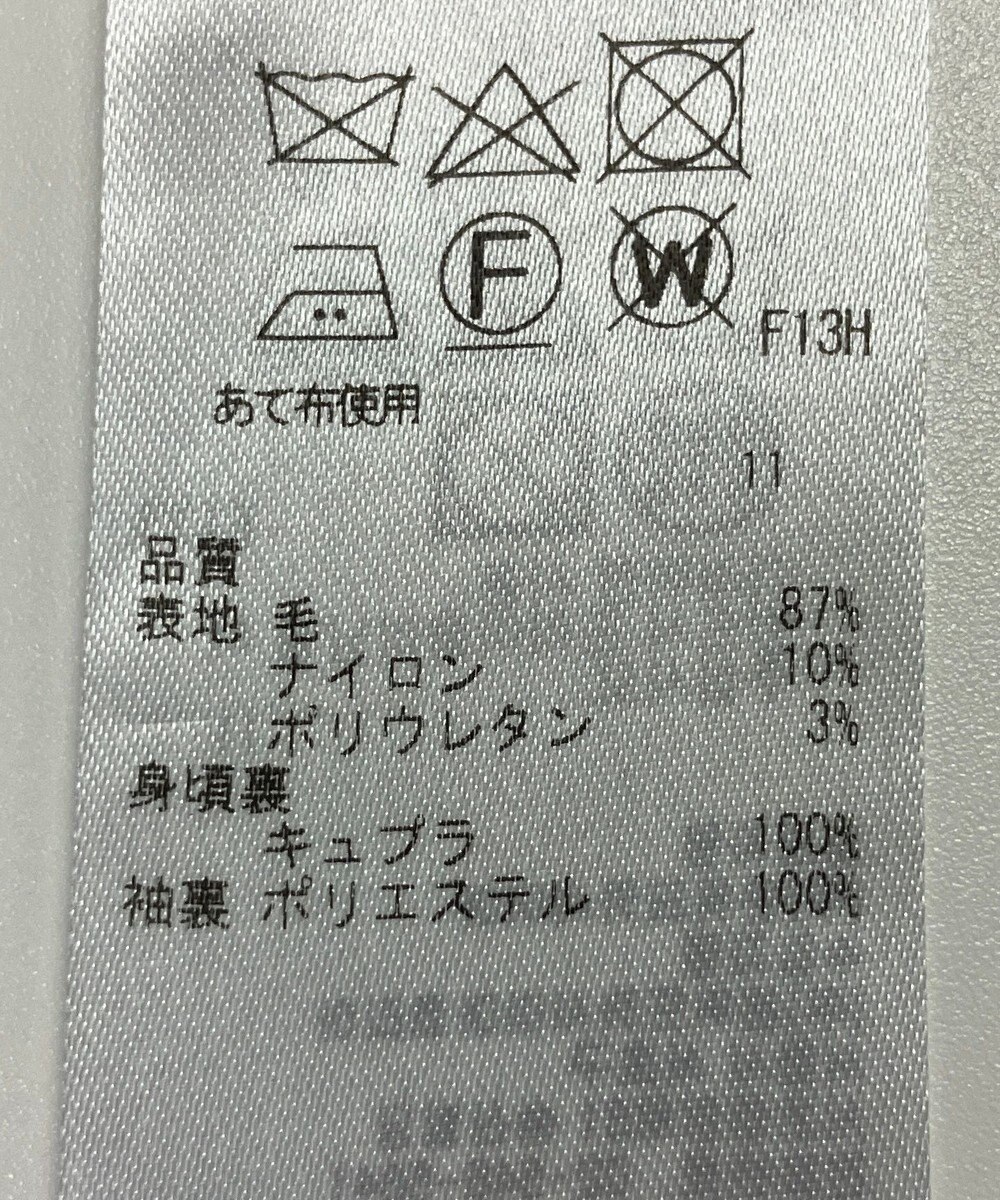 F W F13H
あて布使用
11
品質
表地 毛 87%
ナイロン 10%
ポリウレタン 3%
身頃裏
キュプラ 100%
袖裏 ポリエステル 100%